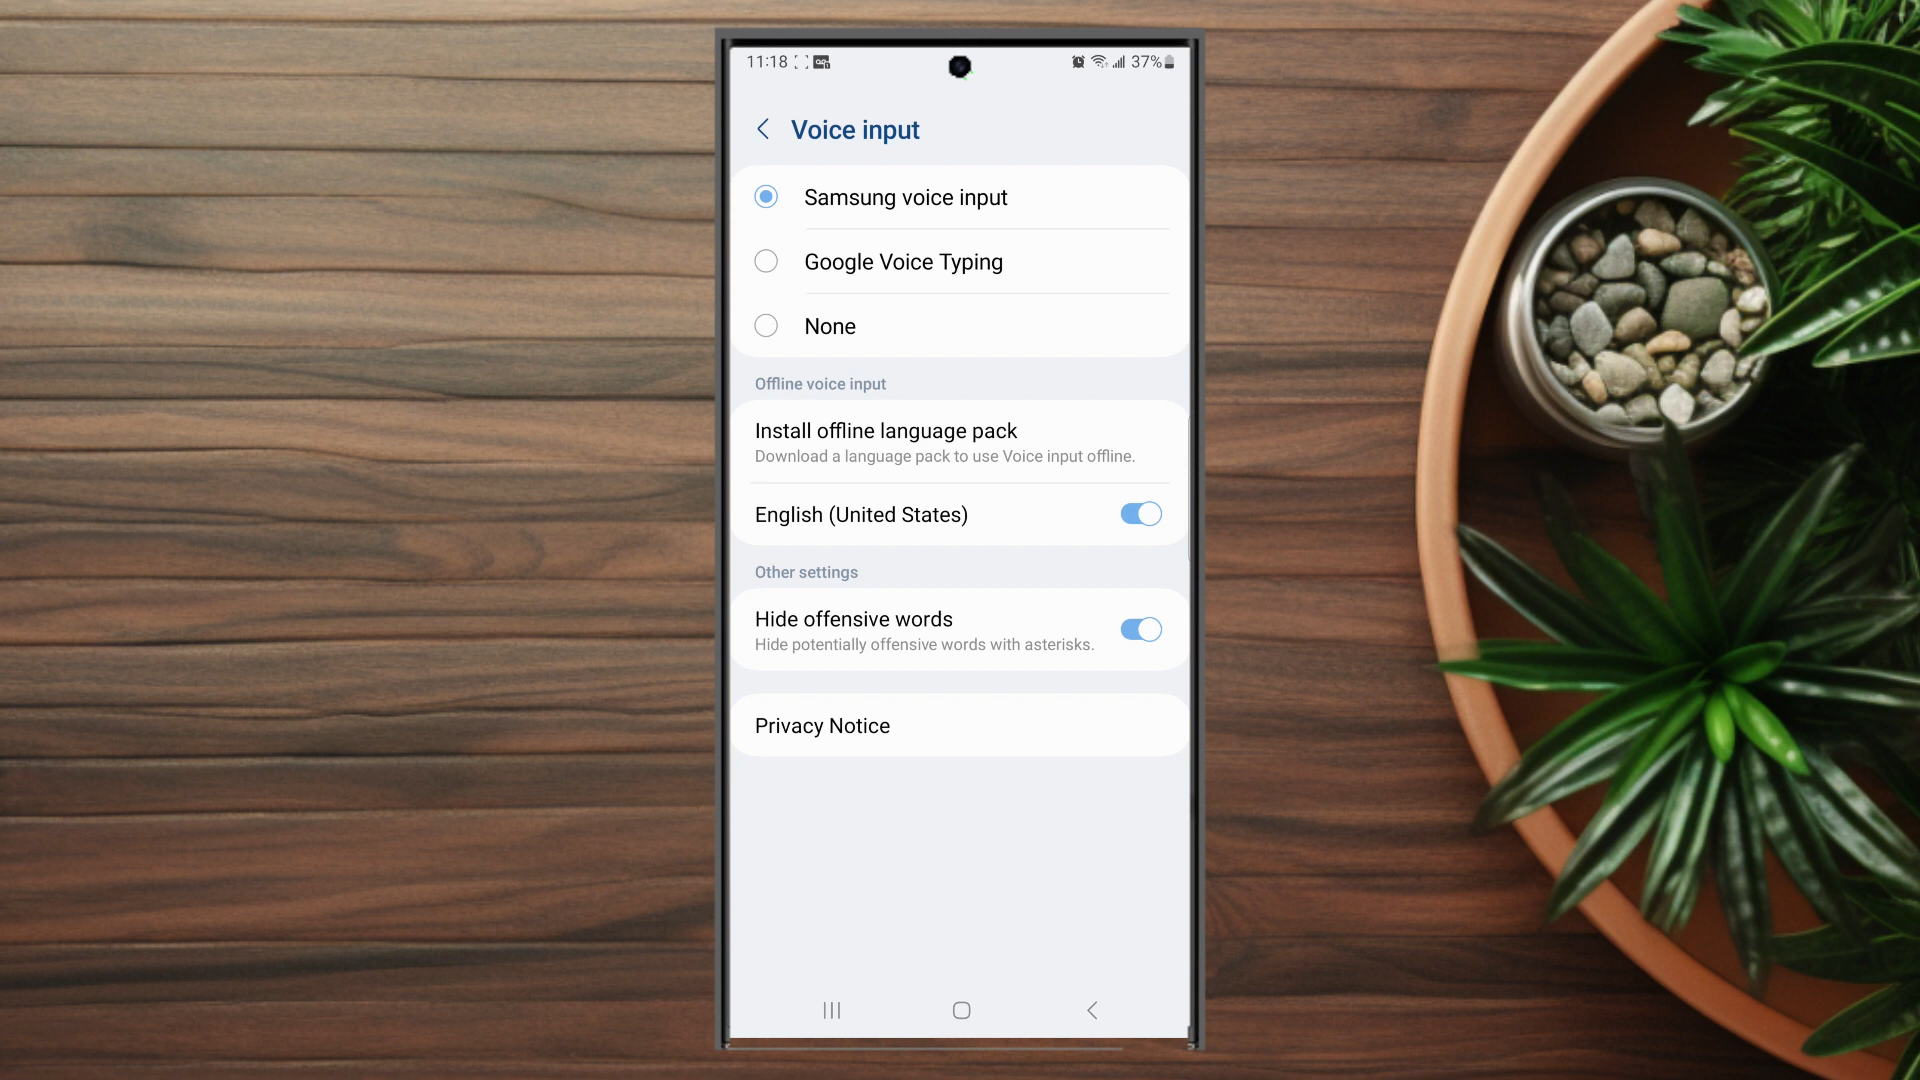 11:18 37%
Voice input
Samsung voice input
Google Voice Typing
None
Offline voice input
Install offline language pack
Download a language pack to use Voice input offline.
English (United States)
Other settings
Hide offensive words
Hide potentially offensive words with asterisks.
Privacy Notice